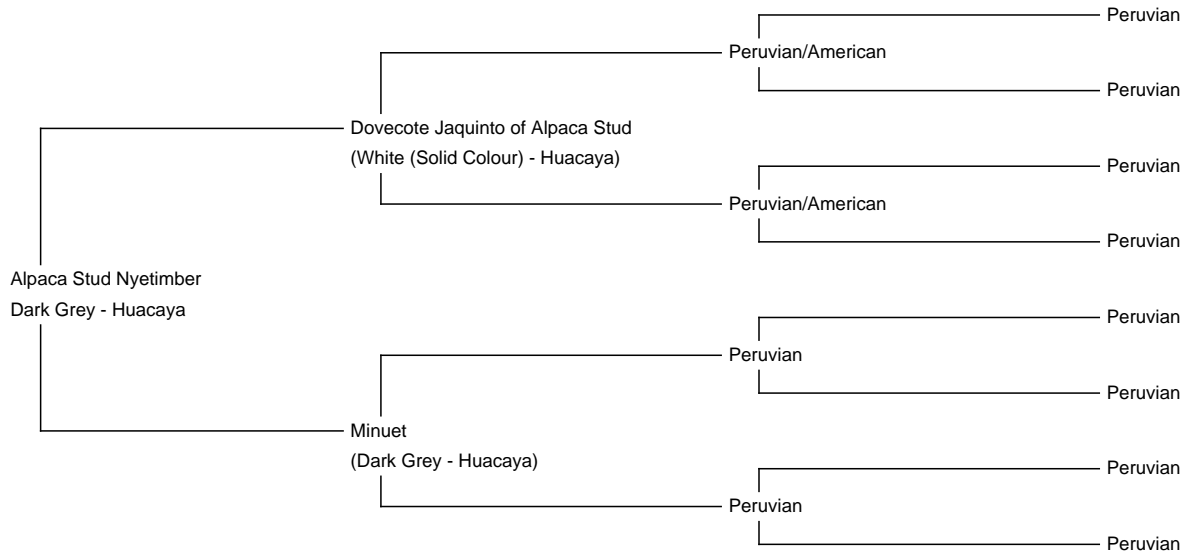 Peruvian
Peruvian/American
Peruvian
Dovecote Jaquinto of Alpaca Stud
(White (Solid Colour) - Huacaya)
Peruvian
Peruvian/American
Peruvian
Alpaca Stud Nyetimber
Dark Grey - Huacaya
Peruvian
Peruvian
Peruvian
Minuet
(Dark Grey - Huacaya)
Peruvian
Peruvian
Peruvian